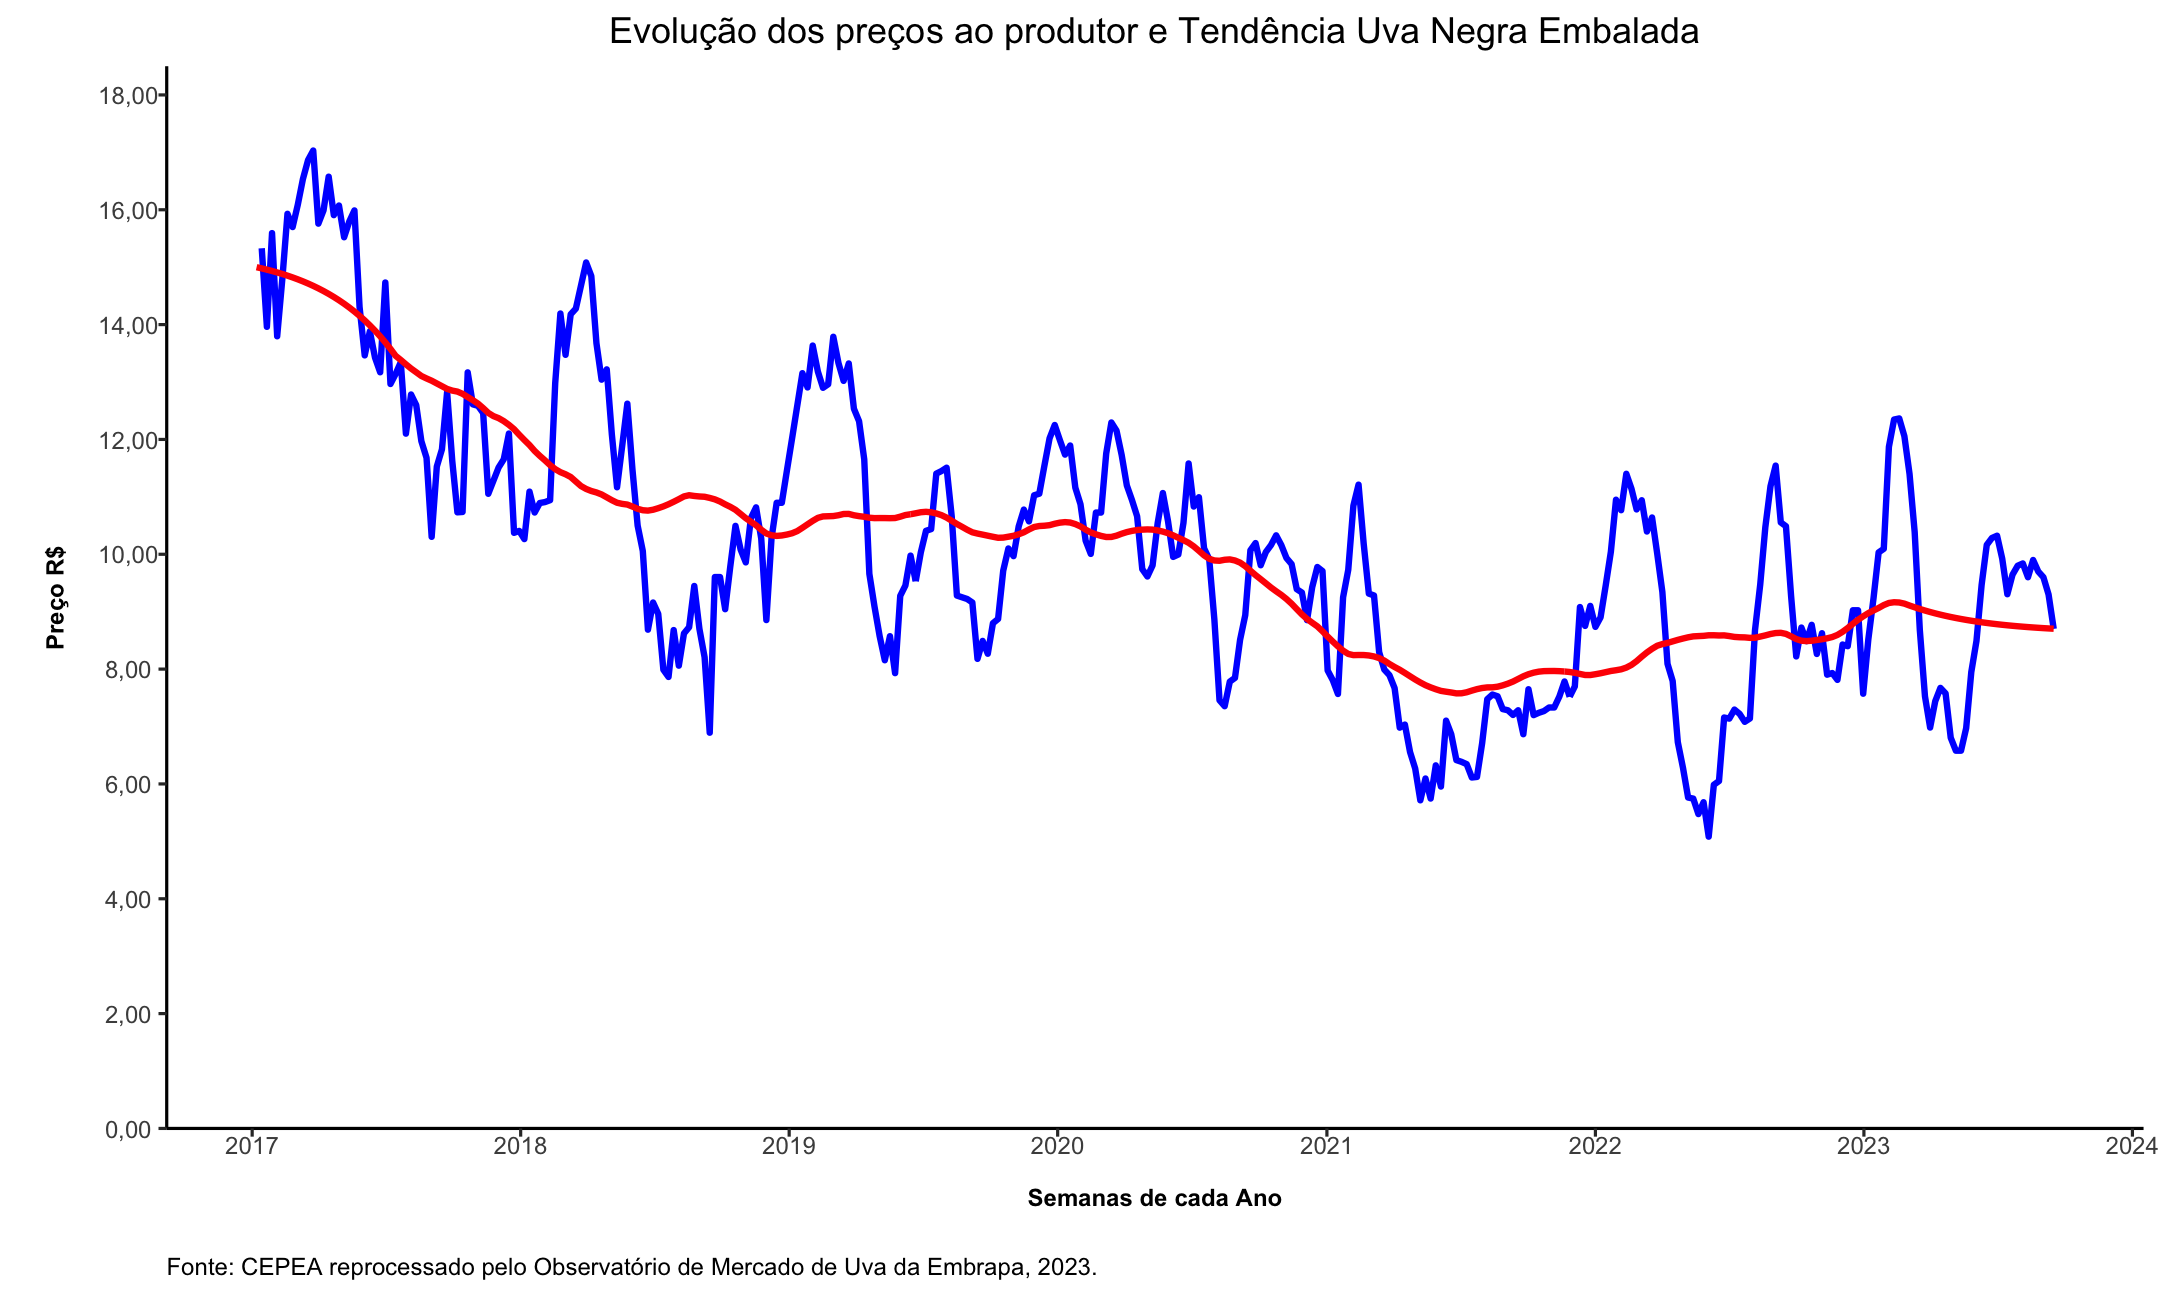 Evolução dos preços ao produtor e Tendência Uva Negra Embalada
18,00
16,00
14,00
12,00
10,00
8,00
6,00
4,00
2,00
0,00
Preço R$
2017 2018 2019 2020 2021 2022 2023 2024
Semanas de cada Ano
Fonte: CEPEA reprocessado pelo Observatório de Mercado de Uva da Embrapa, 2023.